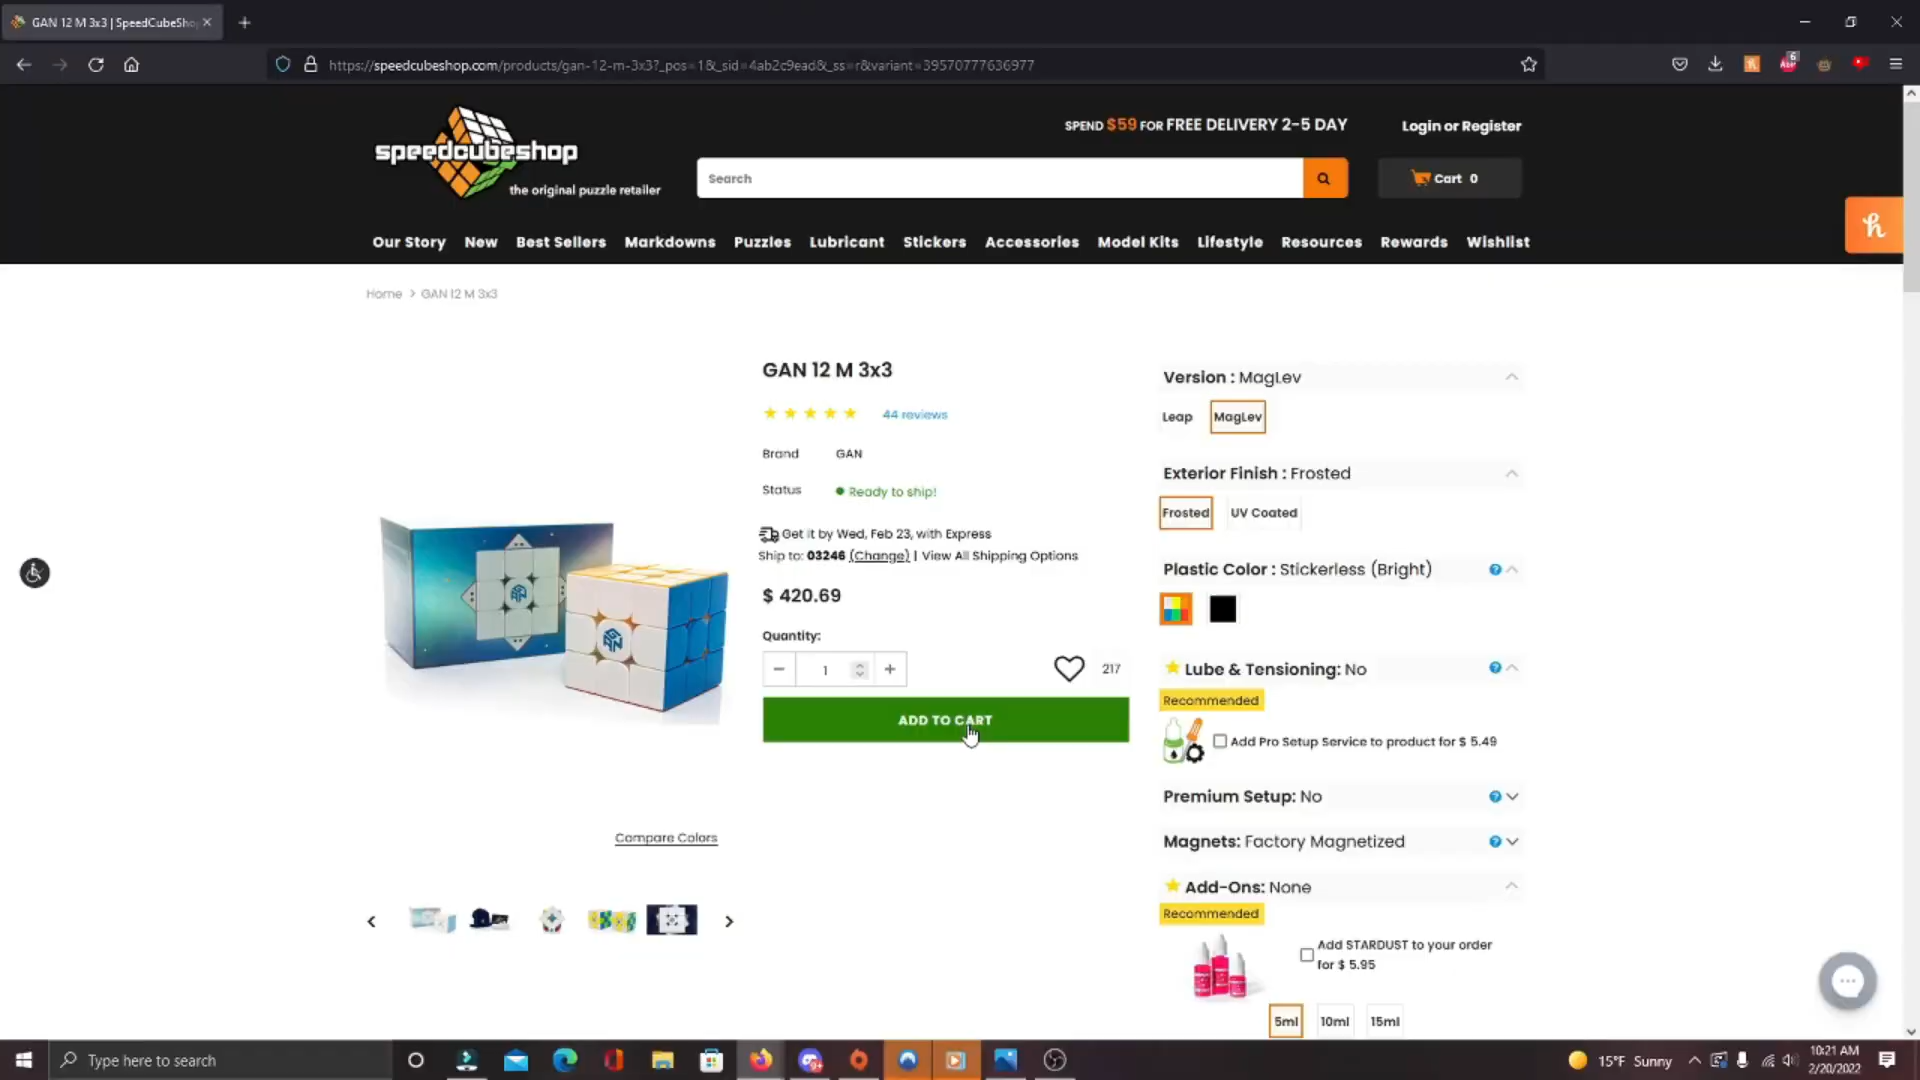 GAN 12 M 3x3 | SpeedCubeSho
https://speedcubeshop.com/products/gan-12-m-3x3?_pos=1&_sid=4ab2c9ead&_ss=r&variant=39570777636977
SPEND $59 FOR FREE DELIVERY 2-5 DAY
Login or Register
speedcubeshop
the original puzzle retailer
Search
Cart 0
Our Story New Best Sellers Markdowns Puzzles Lubricant Stickers Accessories Model Kits Lifestyle Resources Rewards Wishlist
Home > GAN 12 M 3x3
GAN 12 M 3x3
44 reviews
Brand GAN
Status Ready to ship!
Get it by Wed, Feb 23, with Express
Ship to: 03246 (Change) | View All Shipping Options
$ 420.69
Quantity:
− 1 +
217
ADD TO CART
Compare Colors
Version : MagLev
Leap MagLev
Exterior Finish : Frosted
Frosted UV Coated
Plastic Color : Stickerless (Bright)
Lube & Tensioning: No
Recommended
Add Pro Setup Service to product for $ 5.49
Premium Setup: No
Magnets: Factory Magnetized
Add-Ons: None
Recommended
Add STARDUST to your order
for $ 5.95
5ml 10ml 15ml
Type here to search
15°F Sunny
10:21 AM
2/20/2022